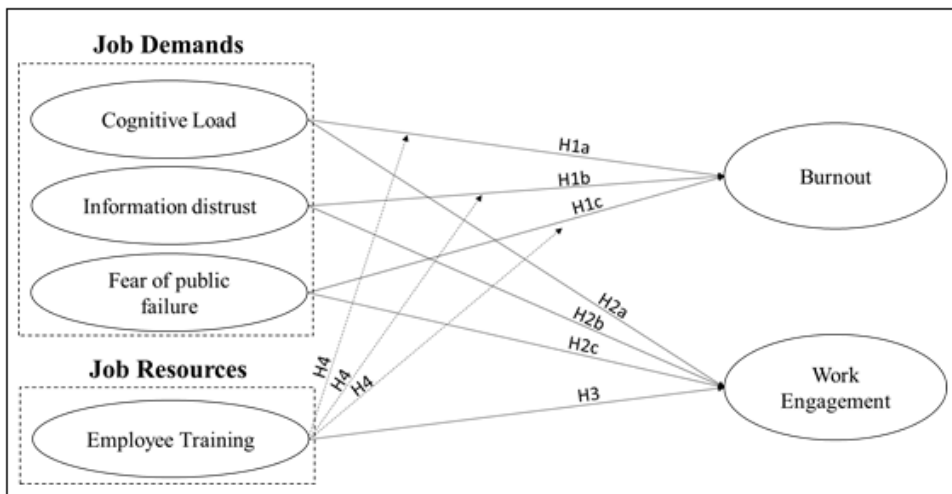 Job Demands
Cognitive Load
Information distrust
Fear of public
failure
Job Resources
Employee Training
H1a
H1b
H1c
H2a
H2b
H2c
H3
H4
H4
H4
Burnout
Work
Engagement